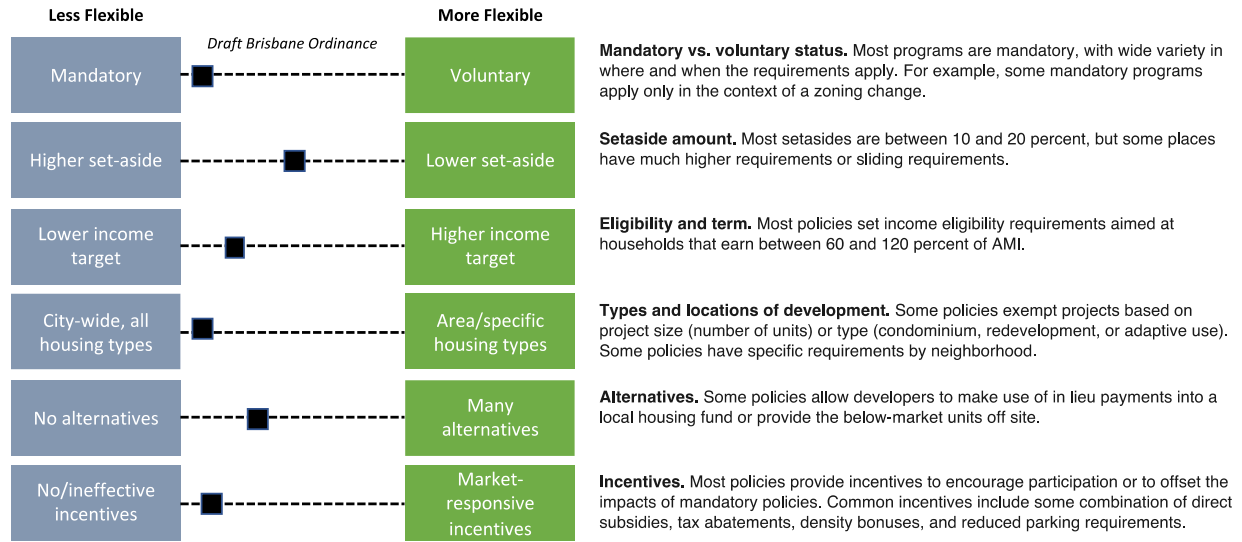 Less Flexible
More Flexible
Draft Brisbane Ordinance
Mandatory
Voluntary
Mandatory vs. voluntary status. Most programs are mandatory, with wide variety in
where and when the requirements apply. For example, some mandatory programs
apply only in the context of a zoning change.
Higher set-aside
Lower set-aside
Setaside amount. Most setasides are between 10 and 20 percent, but some places
have much higher requirements or sliding requirements.
Lower income
target
Higher income
target
Eligibility and term. Most policies set income eligibility requirements aimed at
households that earn between 60 and 120 percent of AMI.
City-wide, all
housing types
Area/specific
housing types
Types and locations of development. Some policies exempt projects based on
project size (number of units) or type (condominium, redevelopment, or adaptive use).
Some policies have specific requirements by neighborhood.
No alternatives
Many
alternatives
Alternatives. Some policies allow developers to make use of in lieu payments into a
local housing fund or provide the below-market units off site.
No/ineffective
incentives
Market-
responsive
incentives
Incentives. Most policies provide incentives to encourage participation or to offset the
impacts of mandatory policies. Common incentives include some combination of direct
subsidies, tax abatements, density bonuses, and reduced parking requirements.